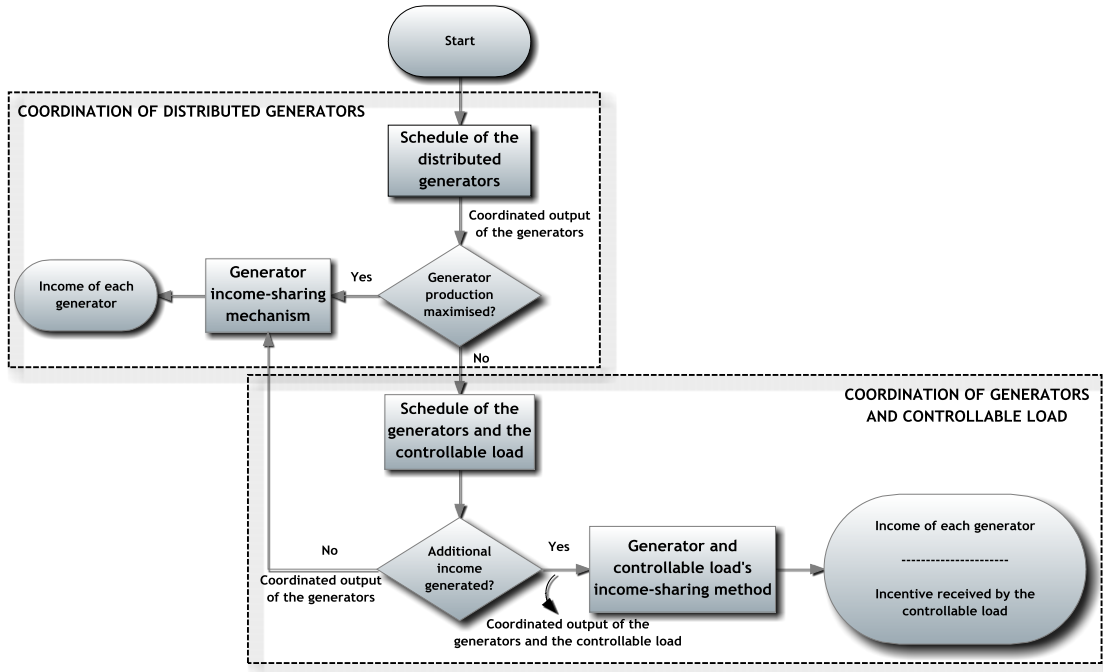 Start
COORDINATION OF DISTRIBUTED GENERATORS
Schedule of the
distributed
generators
Coordinated output
of the generators
Generator
production
maximised?
Yes
Generator
income-sharing
mechanism
Income of each
generator
No
COORDINATION OF GENERATORS
AND CONTROLLABLE LOAD
Schedule of the
generators and the
controllable load
Additional
income
generated?
No
Coordinated output
of the generators
Yes
Coordinated output of the
generators and the controllable load
Generator and
controllable load's
income-sharing method
Income of each generator
-----------------------
Incentive received by the
controllable load